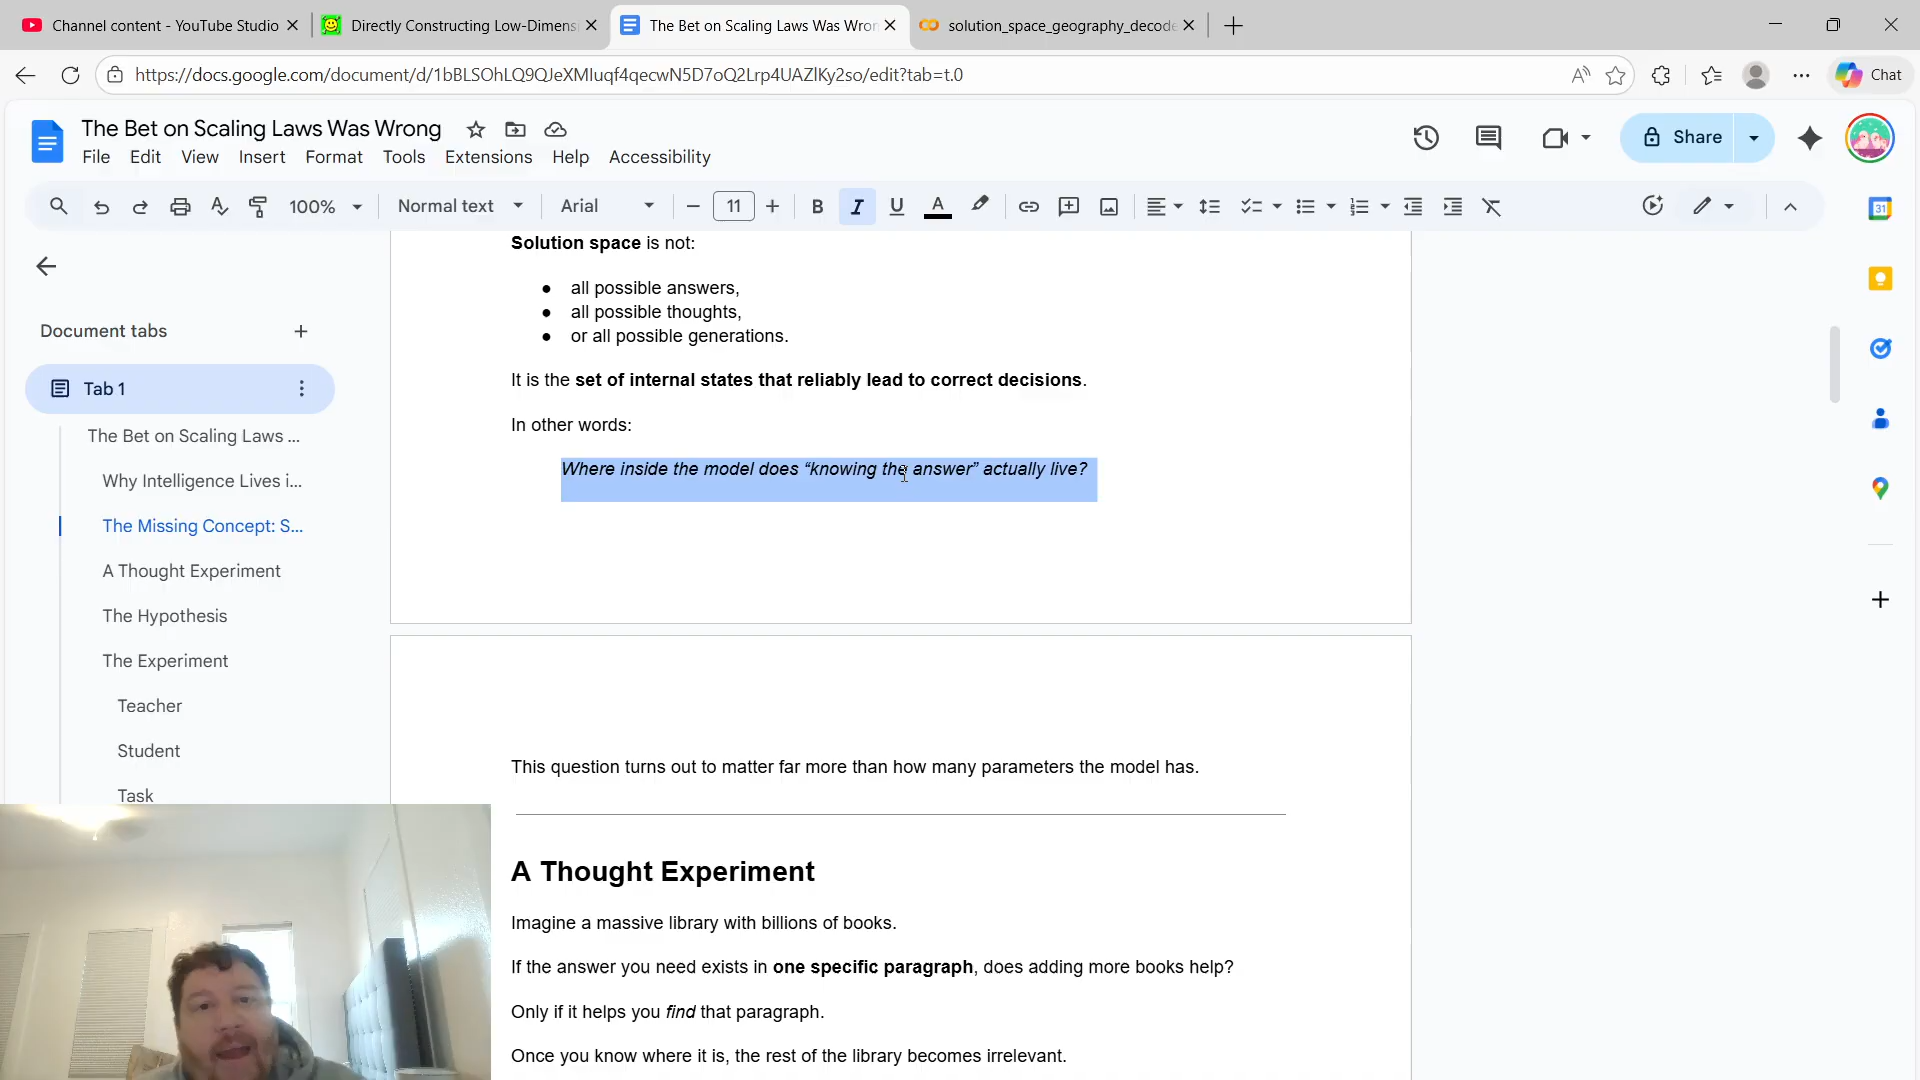 Channel content - YouTube Studio
Directly Constructing Low-Dimens
The Bet on Scaling Laws Was Wron
solution_space_geography_decode
https://docs.google.com/document/d/1bBLSOhLQ9QJeXMIuqf4qecwN5D7oQ2Lrp4UAZlKy2so/edit?tab=t.0
Chat
The Bet on Scaling Laws Was Wrong
File Edit View Insert Format Tools Extensions Help Accessibility
Share
100% Normal text Arial 11 B I U A
31
Document tabs
Tab 1
The Bet on Scaling Laws ...
Why Intelligence Lives i...
The Missing Concept: S...
A Thought Experiment
The Hypothesis
The Experiment
Teacher
Student
Task
Solution space is not:
● all possible answers,
● all possible thoughts,
● or all possible generations.
It is the set of internal states that reliably lead to correct decisions.
In other words:
Where inside the model does “knowing the answer” actually live?
This question turns out to matter far more than how many parameters the model has.
A Thought Experiment
Imagine a massive library with billions of books.
If the answer you need exists in one specific paragraph, does adding more books help?
Only if it helps you find that paragraph.
Once you know where it is, the rest of the library becomes irrelevant.